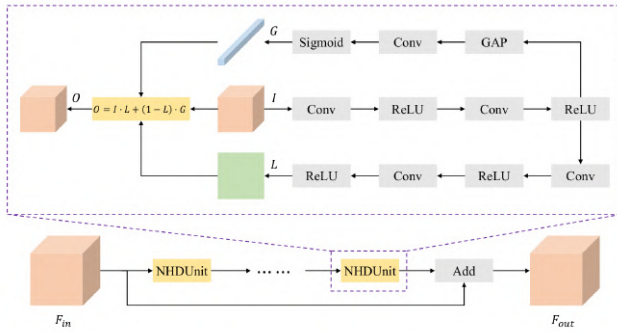 G Sigmoid Conv GAP
O O = I · L + (1 − L) · G I Conv ReLU Conv ReLU
L ReLU Conv ReLU Conv
NHDUnit ... ... NHDUnit Add
F_in F_out